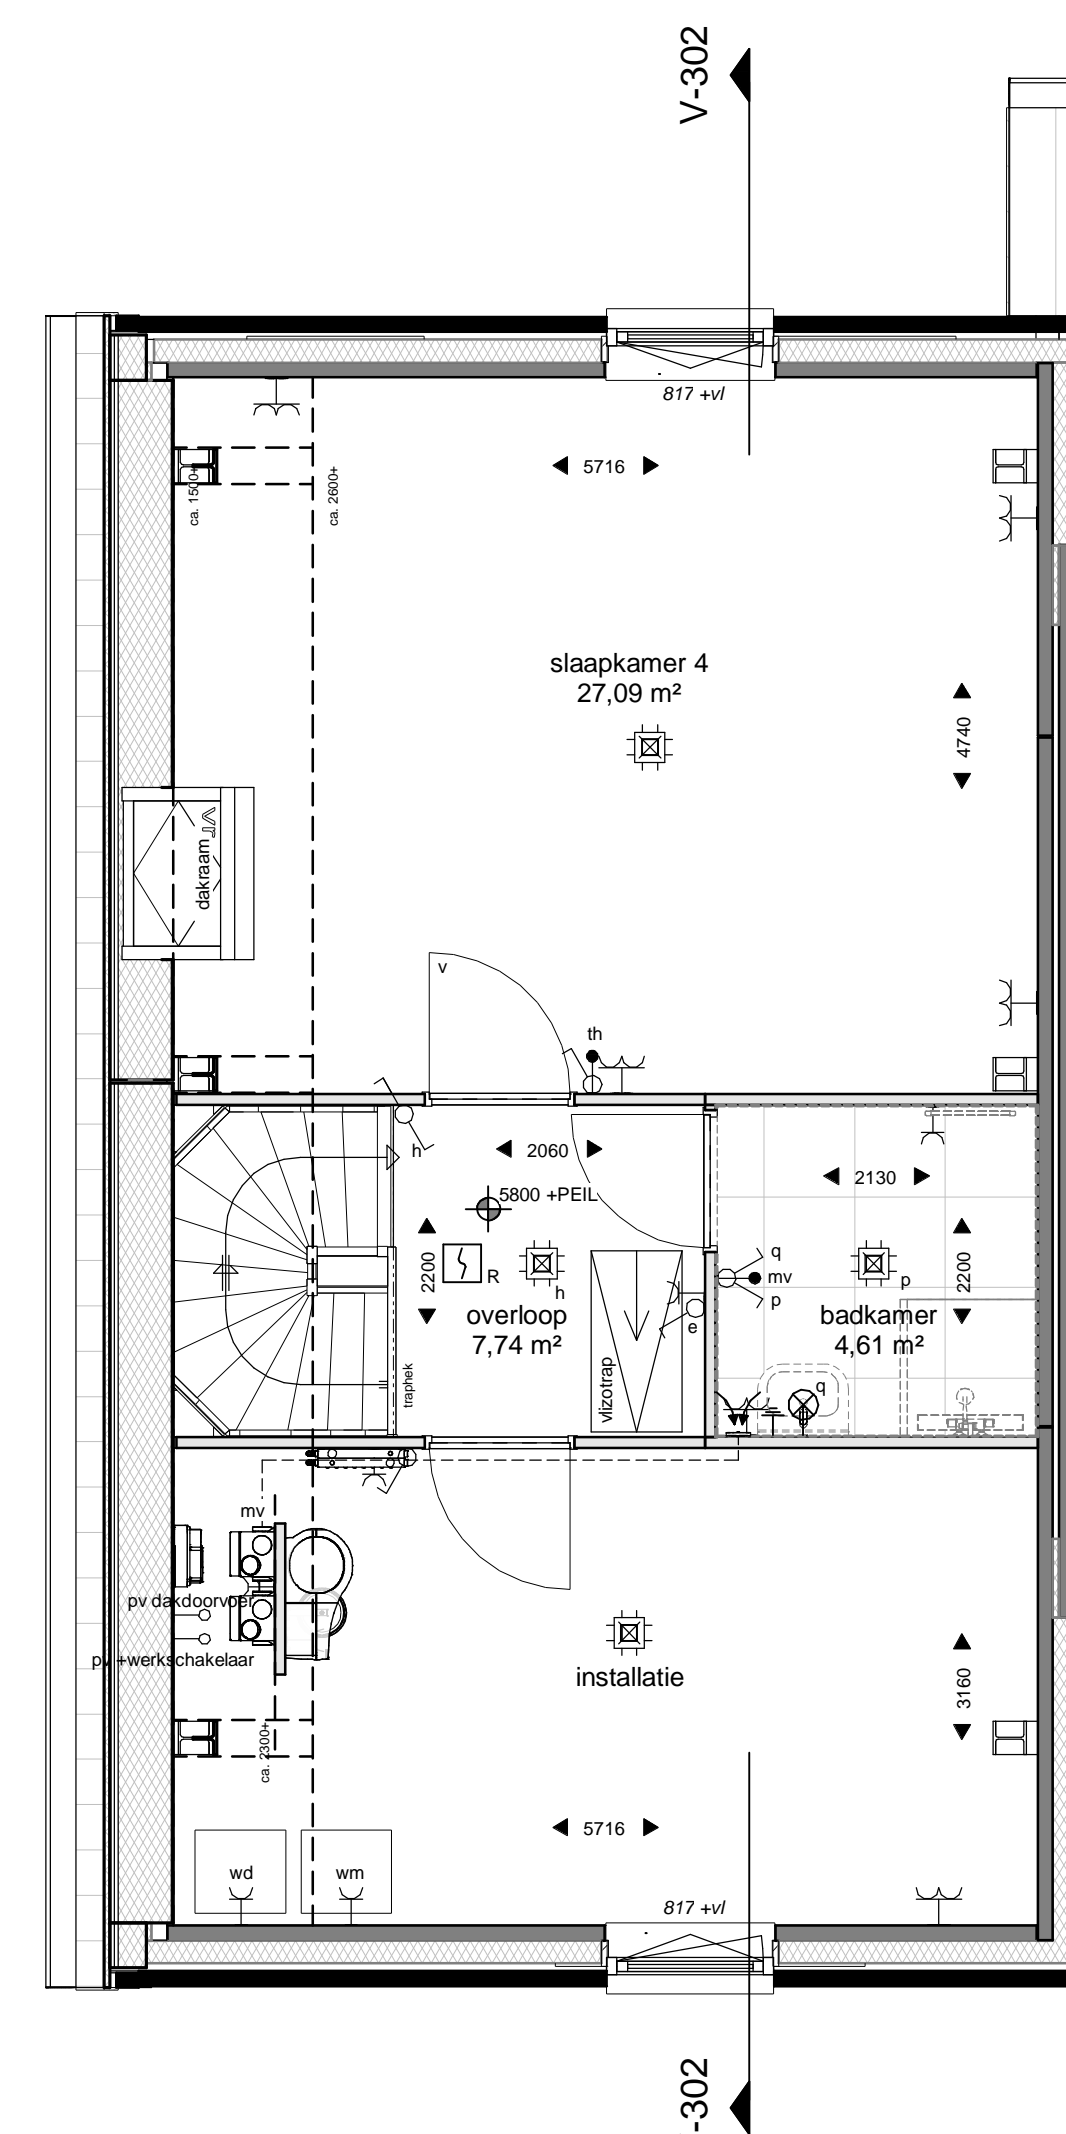 V-302
817 +vl
5716
ca. 1500+
ca. 2600+
slaapkamer 4
27,09 m²
4740
dakraam
v
th
h
2060
5800 +PEIL
2130
2200
R
h
q
mv
p
p
2200
overloop
7,74 m²
e
badkamer
4,61 m²
traphek
vlizotrap
q
mv
pv dakdoorvoer
pv +werkschakelaar
installatie
3160
ca. 2300+
5716
wd
wm
817 +vl
-302